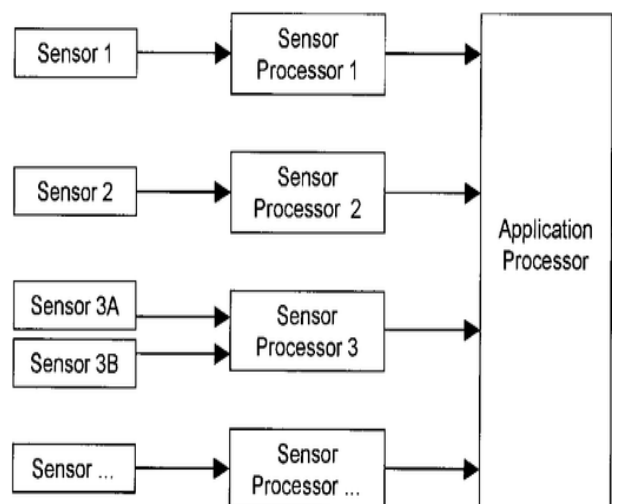 Sensor 1
Sensor
Processor 1
Sensor 2
Sensor
Processor 2
Application
Processor
Sensor 3A
Sensor 3B
Sensor
Processor 3
Sensor ...
Sensor
Processor ...